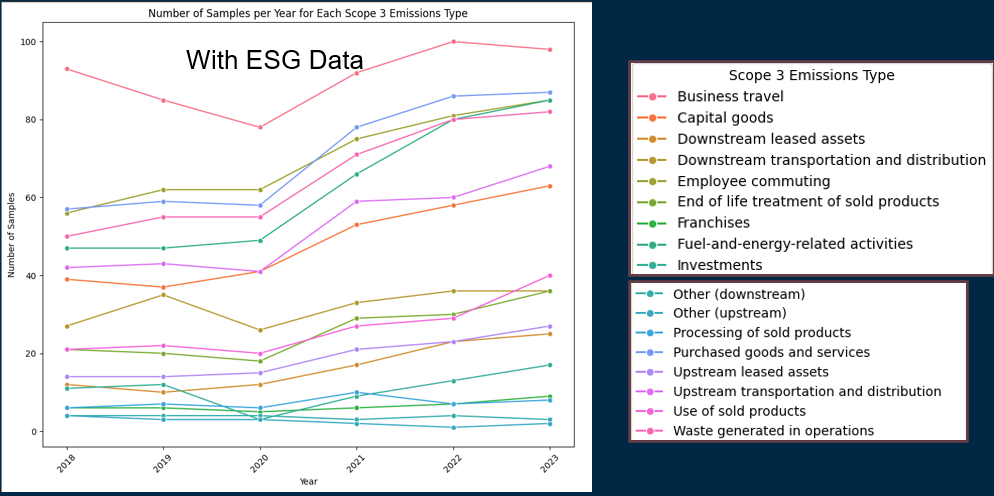 Number of Samples per Year for Each Scope 3 Emissions Type
With ESG Data
Number of Samples
100
80
60
40
20
0
2018
2019
2020
2021
2022
2023
Year
Scope 3 Emissions Type
Business travel
Capital goods
Downstream leased assets
Downstream transportation and distribution
Employee commuting
End of life treatment of sold products
Franchises
Fuel-and-energy-related activities
Investments
Other (downstream)
Other (upstream)
Processing of sold products
Purchased goods and services
Upstream leased assets
Upstream transportation and distribution
Use of sold products
Waste generated in operations